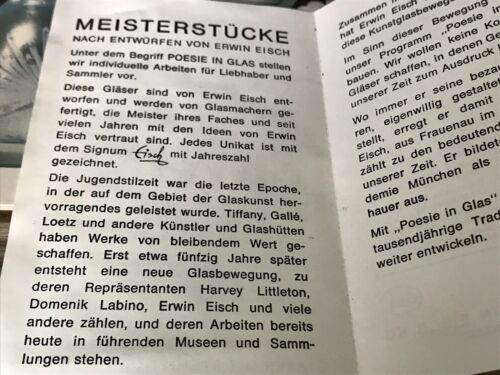 MEISTERSTÜCKE
NACH ENTWÜRFEN VON ERWIN EISCH
Unter dem Begriff POESIE IN GLAS stellen
wir individuelle Arbeiten für Liebhaber und
Sammler vor.
Diese Gläser sind von Erwin Eisch ent-
worfen und werden von Glasmachern ge-
fertigt, die Meister ihres Faches und seit
vielen Jahren mit den Ideen von Erwin
Eisch vertraut sind. Jedes Unikat ist mit
dem Signum Eisch mit Jahreszahl
gezeichnet.
Die Jugendstilzeit war die letzte Epoche,
in der auf dem Gebiet der Glaskunst her-
vorragendes geleistet wurde. Tiffany, Gallé,
Loetz und andere Künstler und Glashütten
haben Werke von bleibendem Wert ge-
schaffen. Erst etwa fünfzig Jahre später
entsteht eine neue Glasbewegung, zu
deren Repräsentanten Harvey Littleton,
Domenik Labino, Erwin Eisch und viele
andere zählen, und deren Arbeiten bereits
heute in führenden Museen und Samm-
lungen stehen.
Zusammen
hat Erwin Eisch
diese Kunstglasbewegung
Im Sinn dieser Bewegung
unser Programm „Poesie in
bauen. Wir wollen keine Ko
Gläser schaffen, in denen Ge
unserer Zeit zum Ausdruck
Wo immer er seine bezau
ren, eigenwillig gestalte
stellt, erregt er damit
Eisch, aus Frauenau im
zählt zu den bedeuten
unserer Zeit. Er bildet
demie München als
hauer aus.
Mit „Poesie in Glas"
tausendjährige Trad
weiter entwickeln.